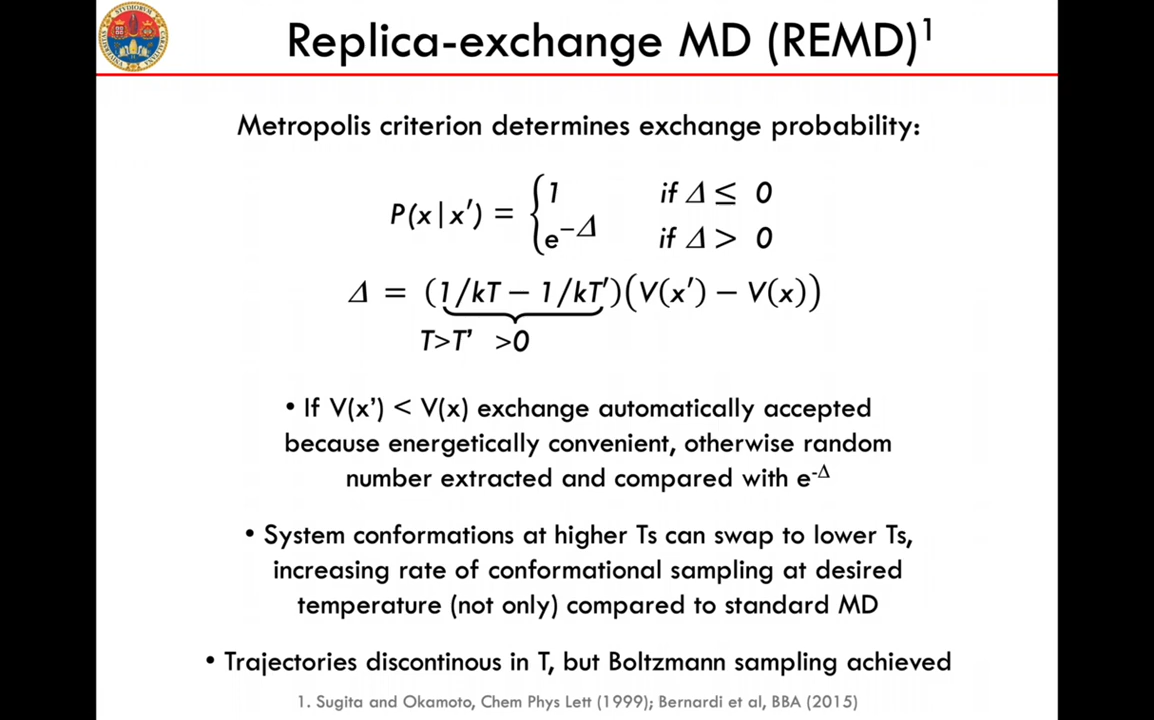 Replica-exchange MD (REMD)¹
Metropolis criterion determines exchange probability:
P(x|x′) = { 1 if Δ ≤ 0
e^−Δ if Δ > 0
Δ = (1/kT − 1/kT′)(V(x′) − V(x))
T>T' >0
• If V(x') < V(x) exchange automatically accepted
because energetically convenient, otherwise random
number extracted and compared with e^-Δ
• System conformations at higher Ts can swap to lower Ts,
increasing rate of conformational sampling at desired
temperature (not only) compared to standard MD
• Trajectories discontinous in T, but Boltzmann sampling achieved
1. Sugita and Okamoto, Chem Phys Lett (1999); Bernardi et al, BBA (2015)